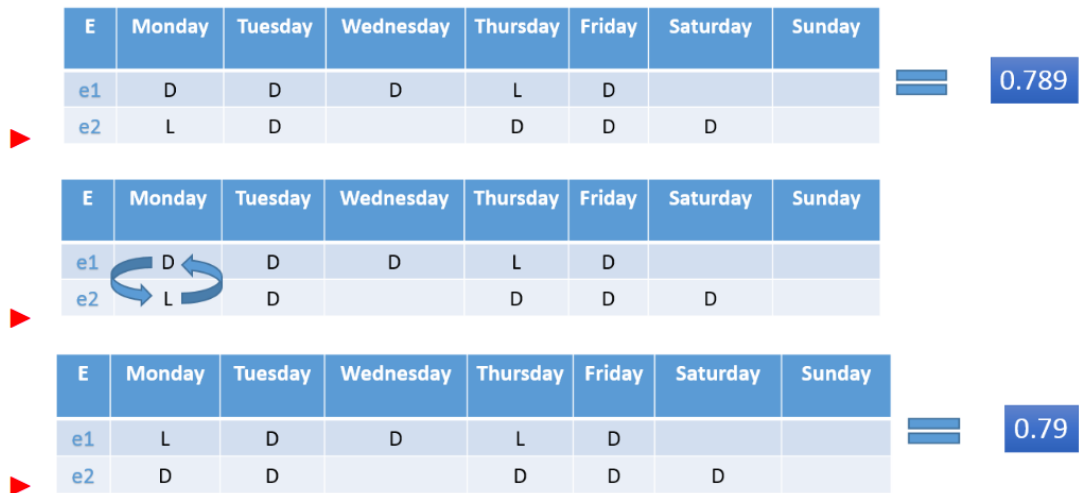 E Monday Tuesday Wednesday Thursday Friday Saturday Sunday
e1 D D D L D
0.789
e2 L D D D D
E Monday Tuesday Wednesday Thursday Friday Saturday Sunday
e1 D D D L D
e2 L D D D D
E Monday Tuesday Wednesday Thursday Friday Saturday Sunday
e1 L D D L D
0.79
e2 D D D D D